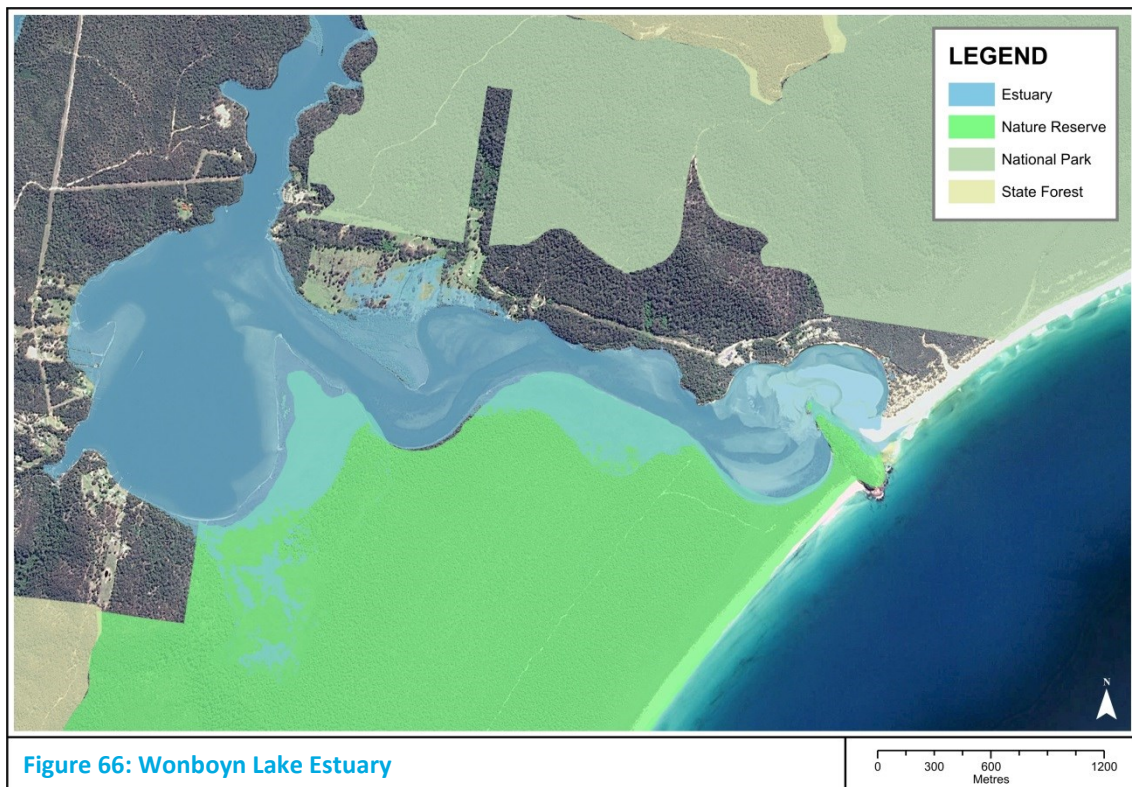 LEGEND
Estuary
Nature Reserve
National Park
State Forest
N
Figure 66: Wonboyn Lake Estuary
0 300 600 1200
Metres